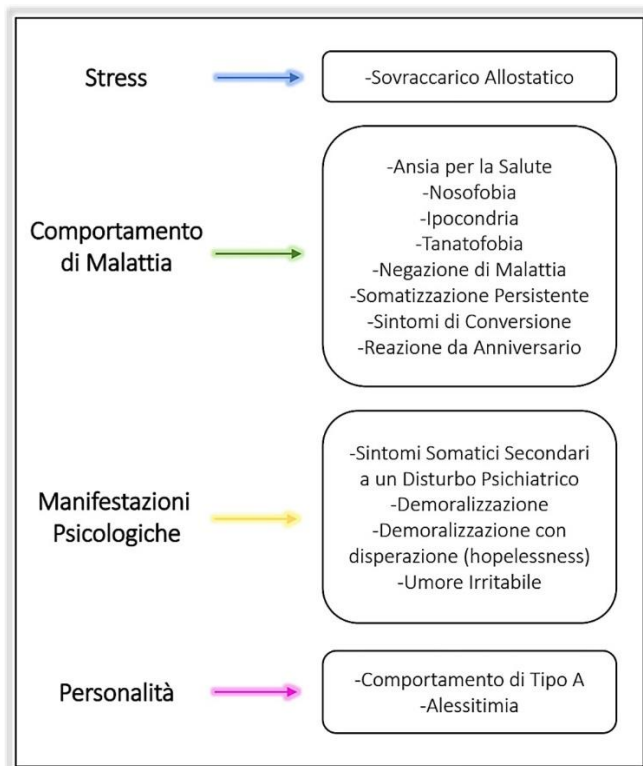 Stress
-Sovraccarico Allostatico
Comportamento
di Malattia
-Ansia per la Salute
-Nosofobia
-Ipocondria
-Tanatofobia
-Negazione di Malattia
-Somatizzazione Persistente
-Sintomi di Conversione
-Reazione da Anniversario
Manifestazioni
Psicologiche
-Sintomi Somatici Secondari
a un Disturbo Psichiatrico
-Demoralizzazione
-Demoralizzazione con
disperazione (hopelessness)
-Umore Irritabile
Personalità
-Comportamento di Tipo A
-Alessitimia